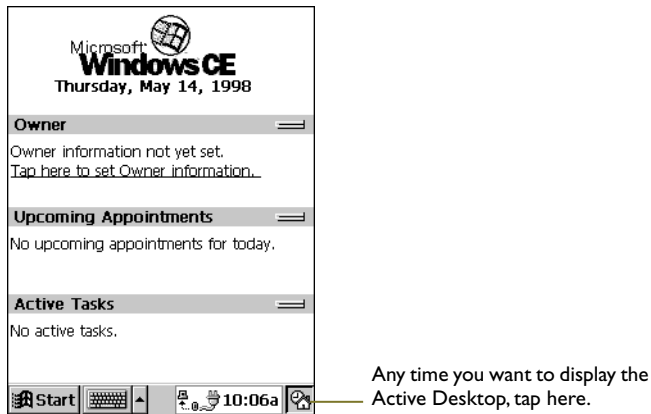 Microsoft
Windows CE
Thursday, May 14, 1998
Owner
Owner information not yet set.
Tap here to set Owner information.
Upcoming Appointments
No upcoming appointments for today.
Active Tasks
No active tasks.
Start 10:06a
Any time you want to display the
Active Desktop, tap here.